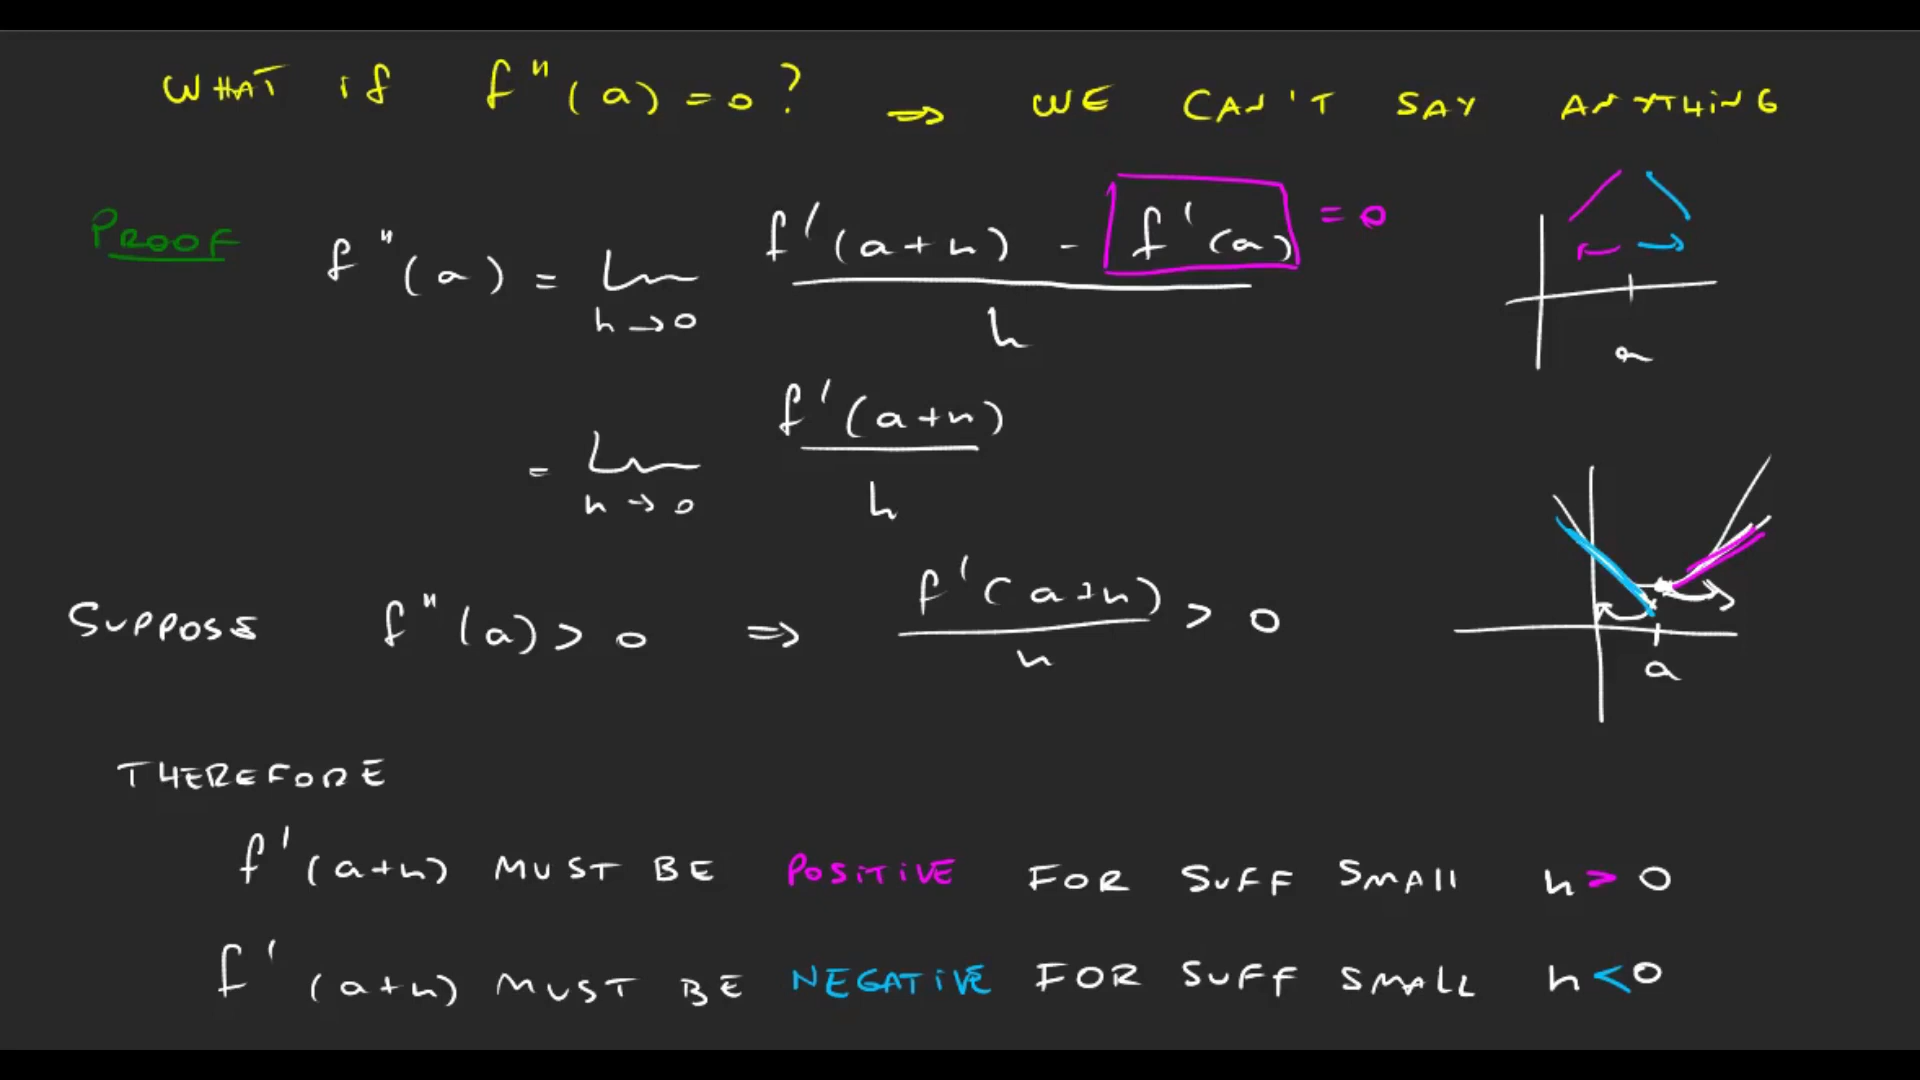 WHAT if f"(a) = 0? ⇒ WE CAN'T SAY ANYTHING
PROOF f"(a) = Lim h→0 f'(a+h) - f'(a) / h = 0
a
= Lim h→0 f'(a+h) / h
SUPPOSE f"(a) > 0 ⇒ f'(a+h) / h > 0
a
THEREFORE
f'(a+h) MUST BE POSITIVE FOR SUFF SMALL h > 0
f'(a+h) MUST BE NEGATIVE FOR SUFF SMALL h < 0